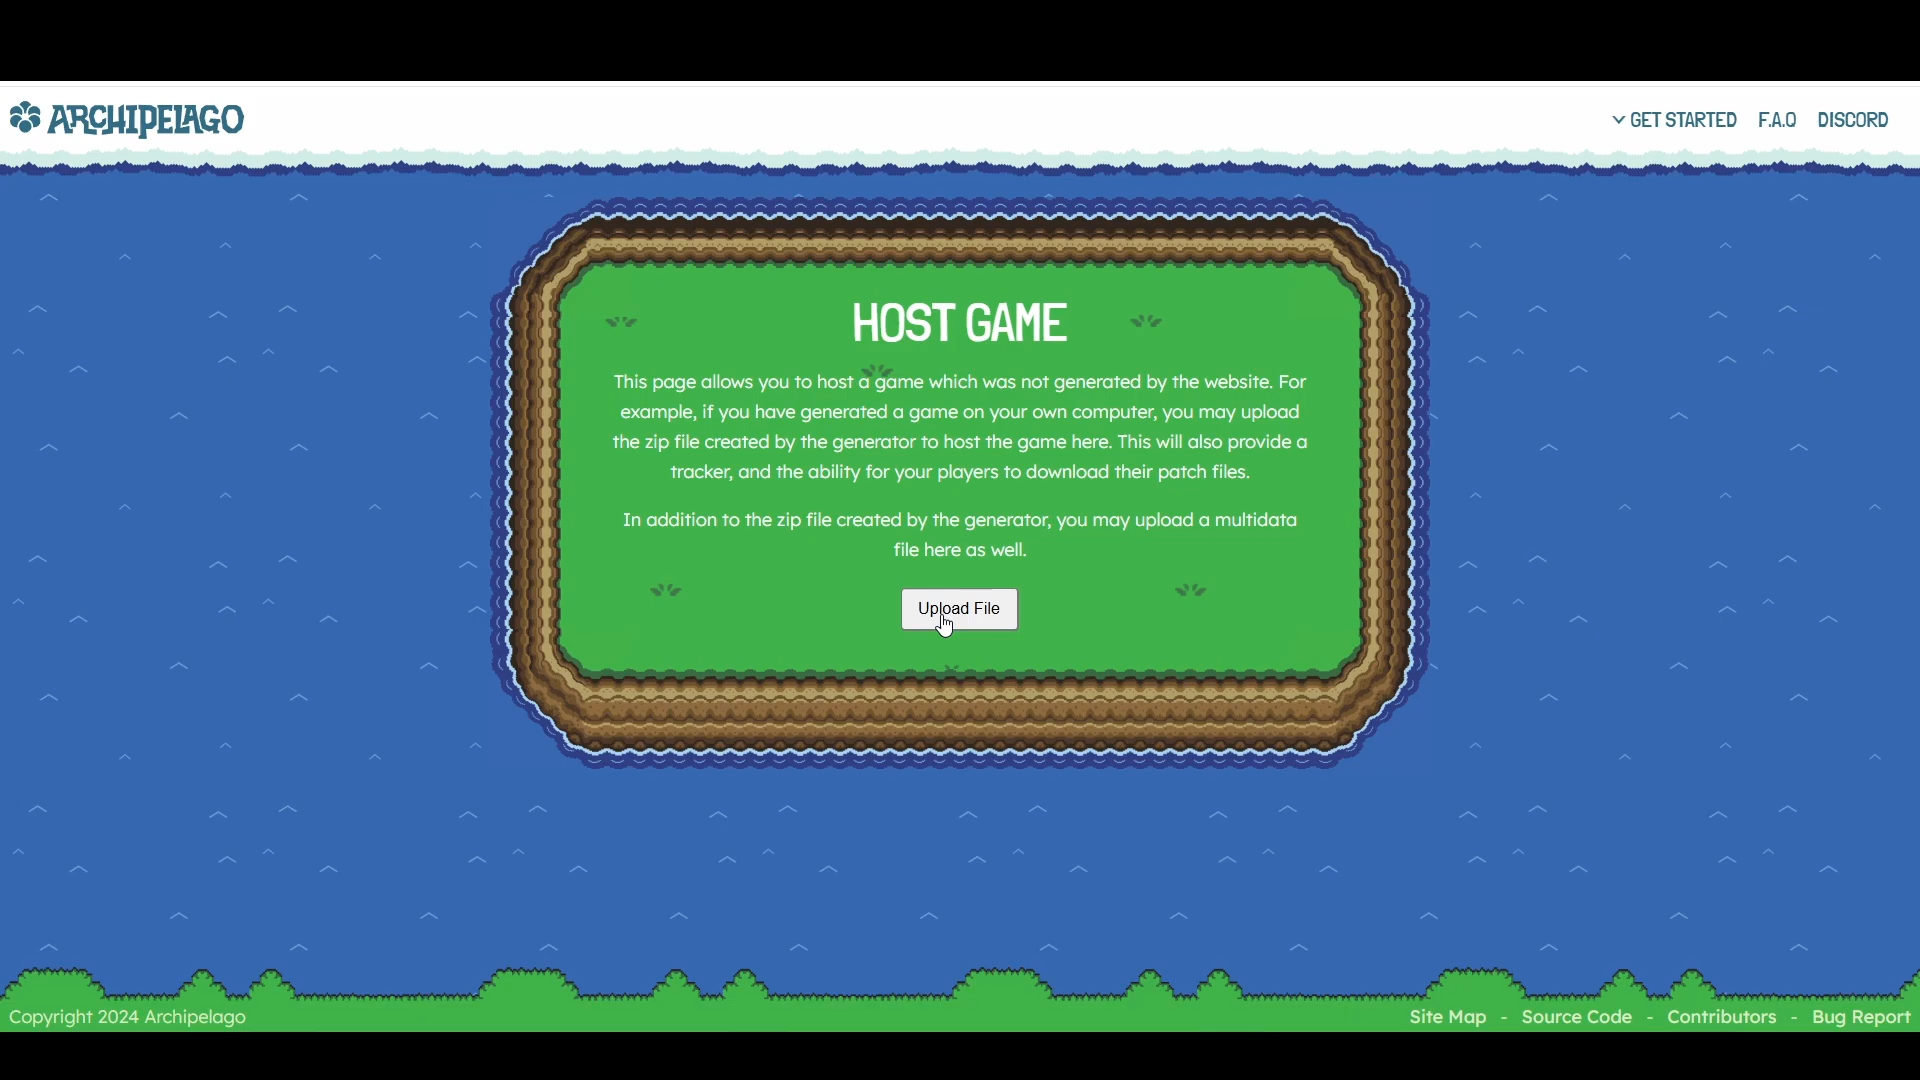 ARCHIPELAGO
GET STARTED F.A.Q DISCORD
HOST GAME
This page allows you to host a game which was not generated by the website. For
example, if you have generated a game on your own computer, you may upload
the zip file created by the generator to host the game here. This will also provide a
tracker, and the ability for your players to download their patch files.
In addition to the zip file created by the generator, you may upload a multidata
file here as well.
Upload File
Copyright 2024 Archipelago
Site Map - Source Code - Contributors - Bug Report